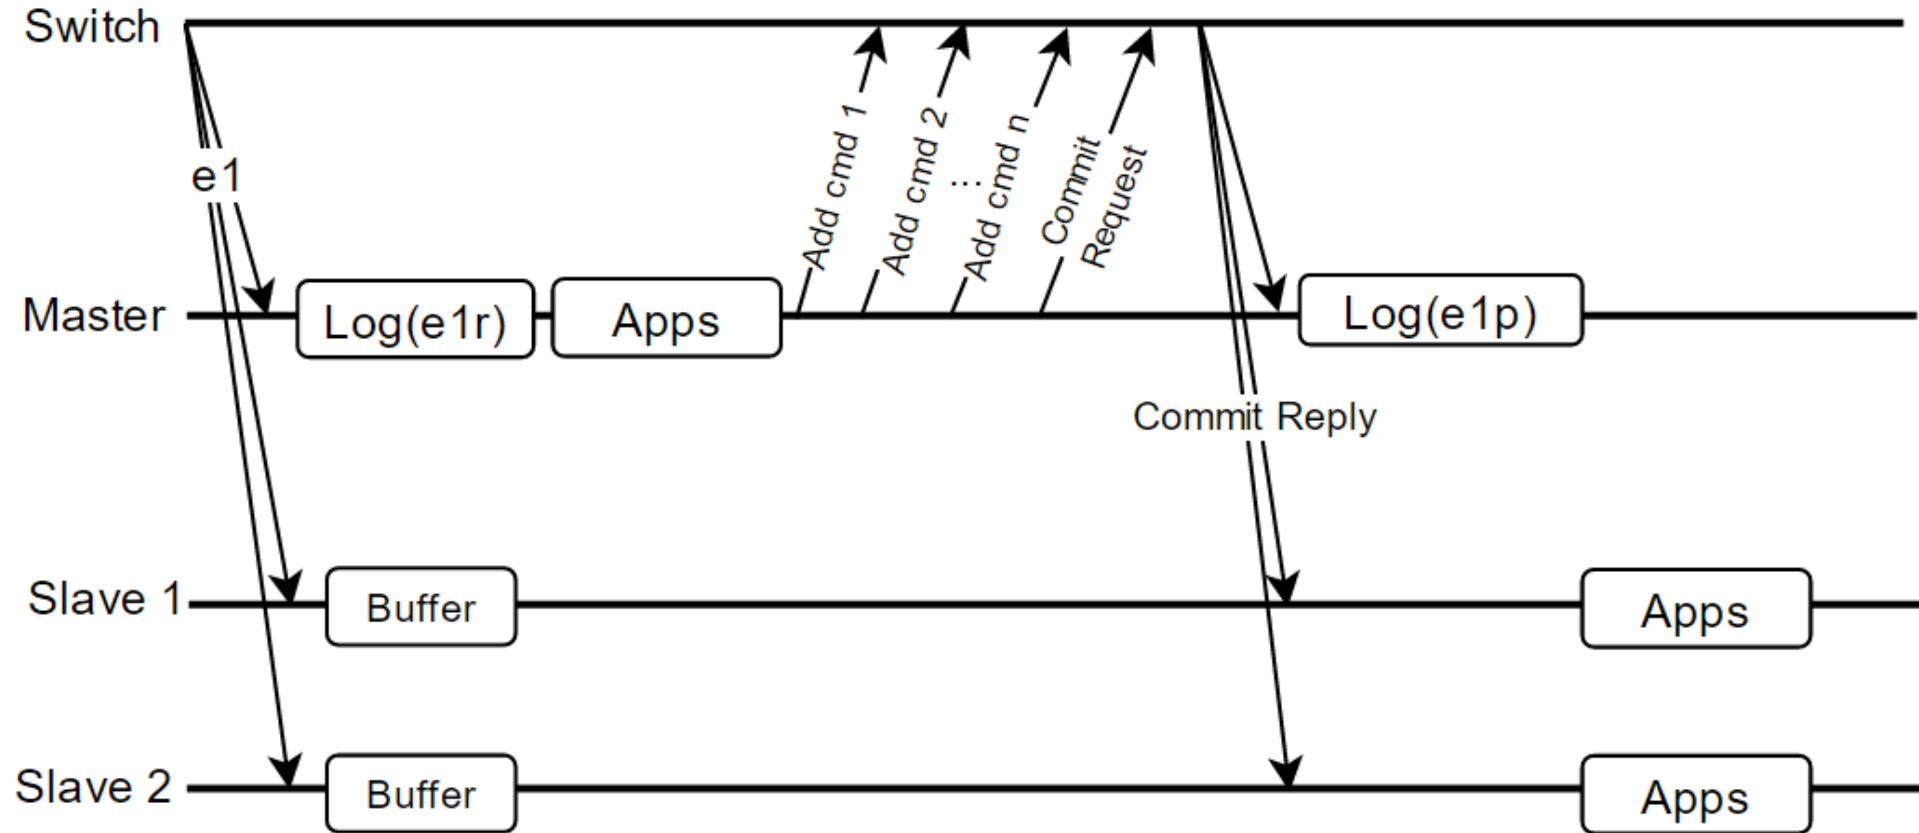 Switch
e1
Add cmd 1
Add cmd 2
...
Add cmd n
Commit
Request
Master
Log(e1r)
Apps
Log(e1p)
Commit Reply
Slave 1
Buffer
Apps
Slave 2
Buffer
Apps